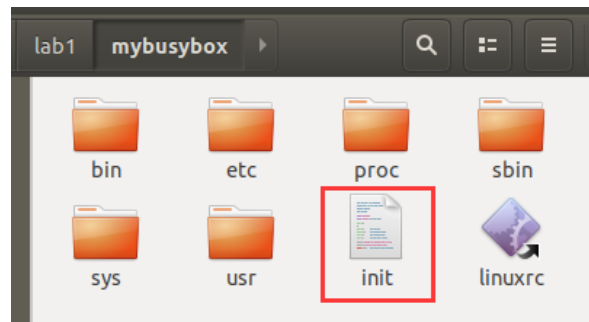 lab1 mybusybox
bin etc proc sbin
sys usr init linuxrc